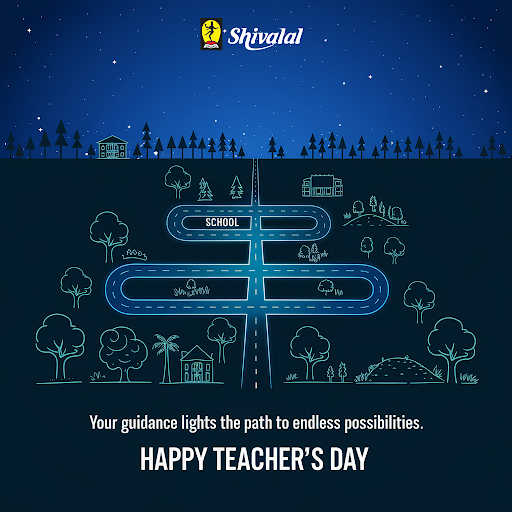 Shivalal
SCHOOL
Your guidance lights the path to endless possibilities.
HAPPY TEACHER'S DAY